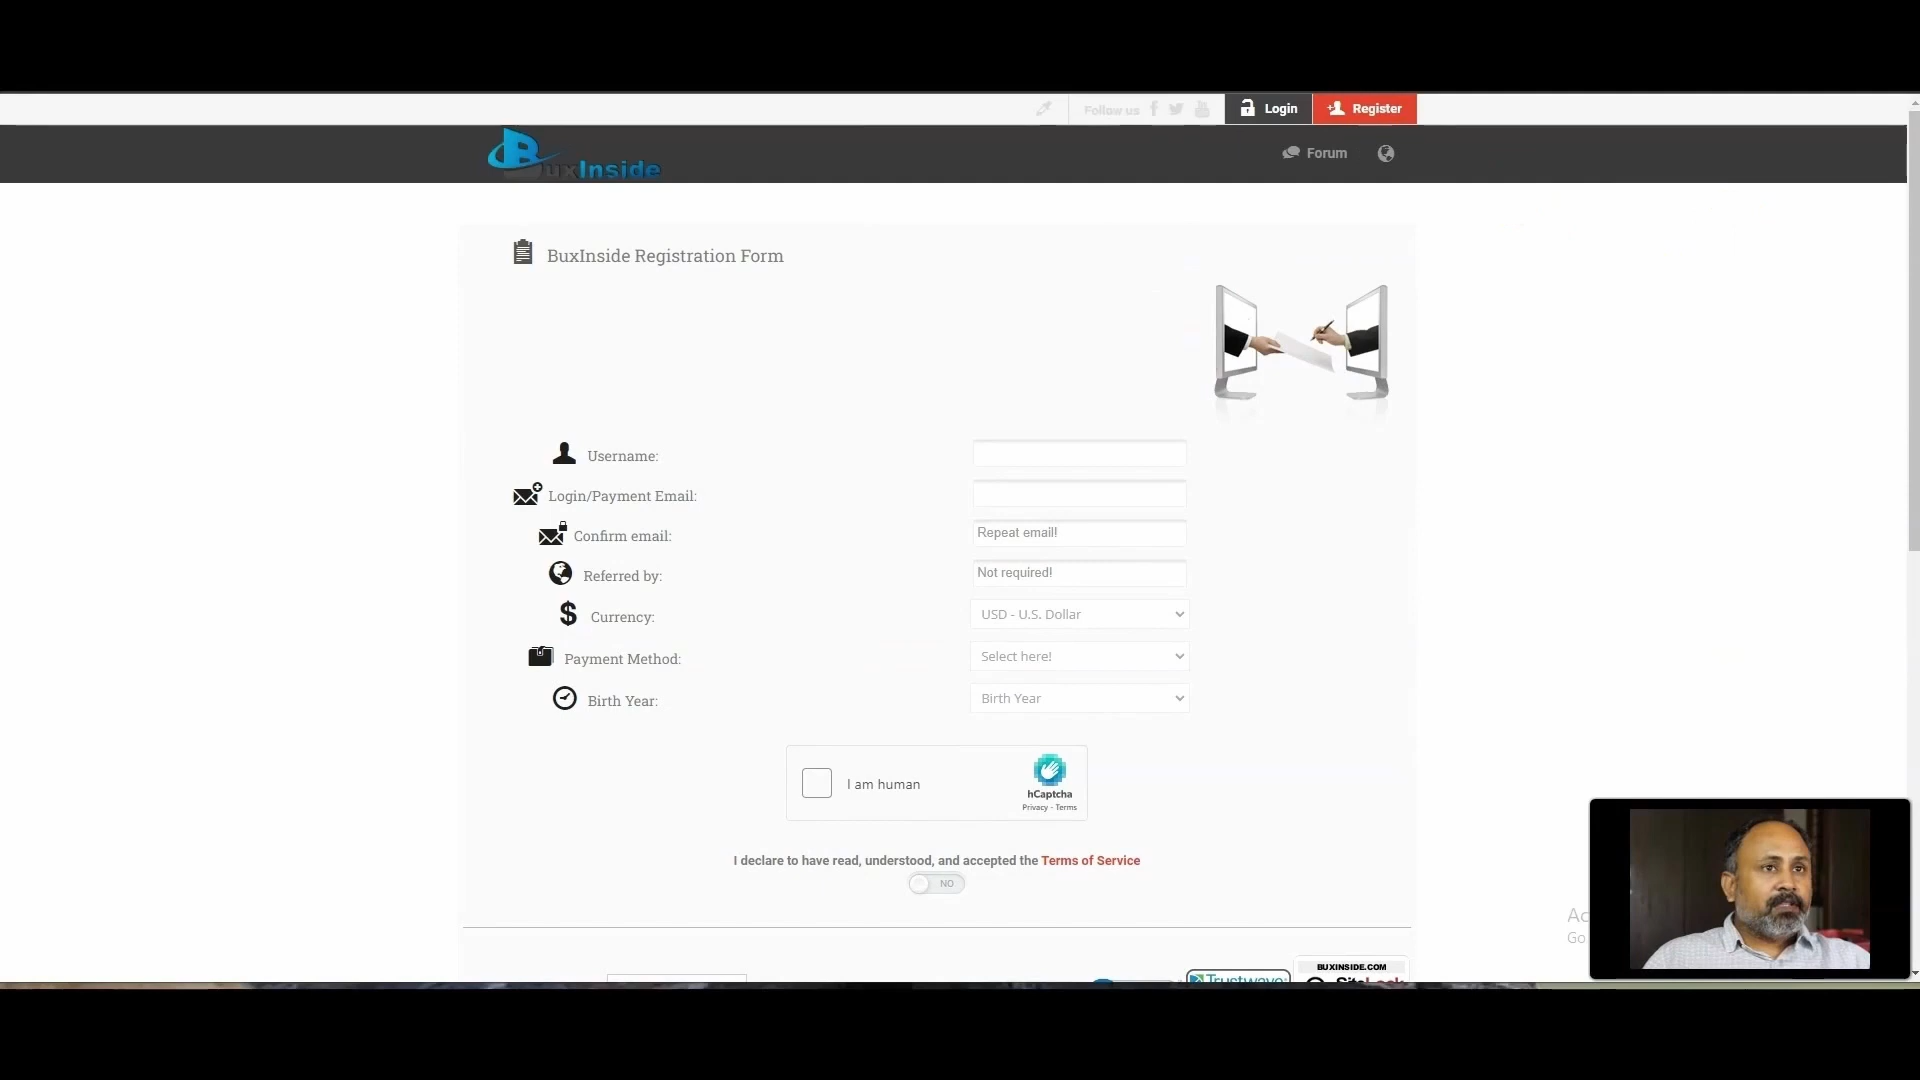 Follow us
Login
Register
BuxInside
Forum
BuxInside Registration Form
Username:
Login/Payment Email:
Confirm email:
Repeat email!
Referred by:
Not required!
Currency:
USD - U.S. Dollar
Payment Method:
Select here!
Birth Year:
Birth Year
I am human
hCaptcha
Privacy - Terms
I declare to have read, understood, and accepted the Terms of Service
NO
Trustwave
BUXINSIDE.COM
SiteLock